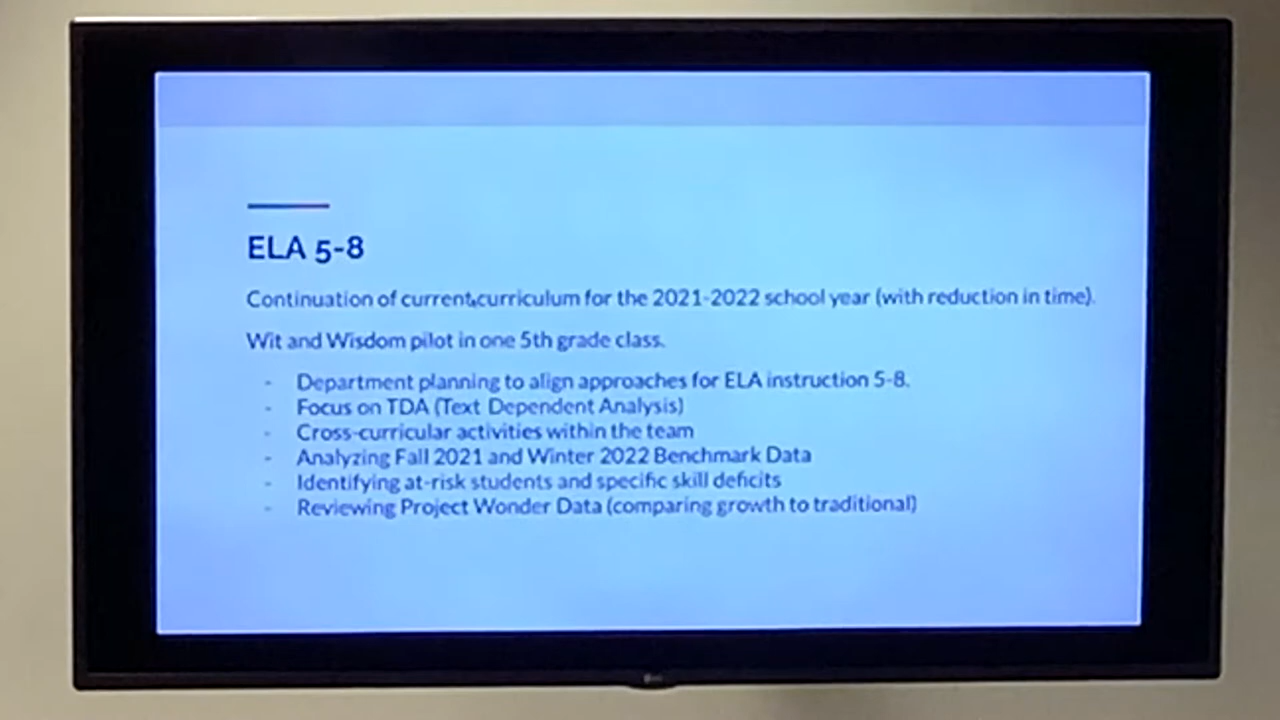 ELA 5-8
Continuation of current curriculum for the 2021-2022 school year (with reduction in time).
Wit and Wisdom pilot in one 5th grade class.
- Department planning to align approaches for ELA instruction 5-8.
- Focus on TDA (Text Dependent Analysis)
- Cross-curricular activities within the team
- Analyzing Fall 2021 and Winter 2022 Benchmark Data
- Identifying at-risk students and specific skill deficits
- Reviewing Project Wonder Data (comparing growth to traditional)